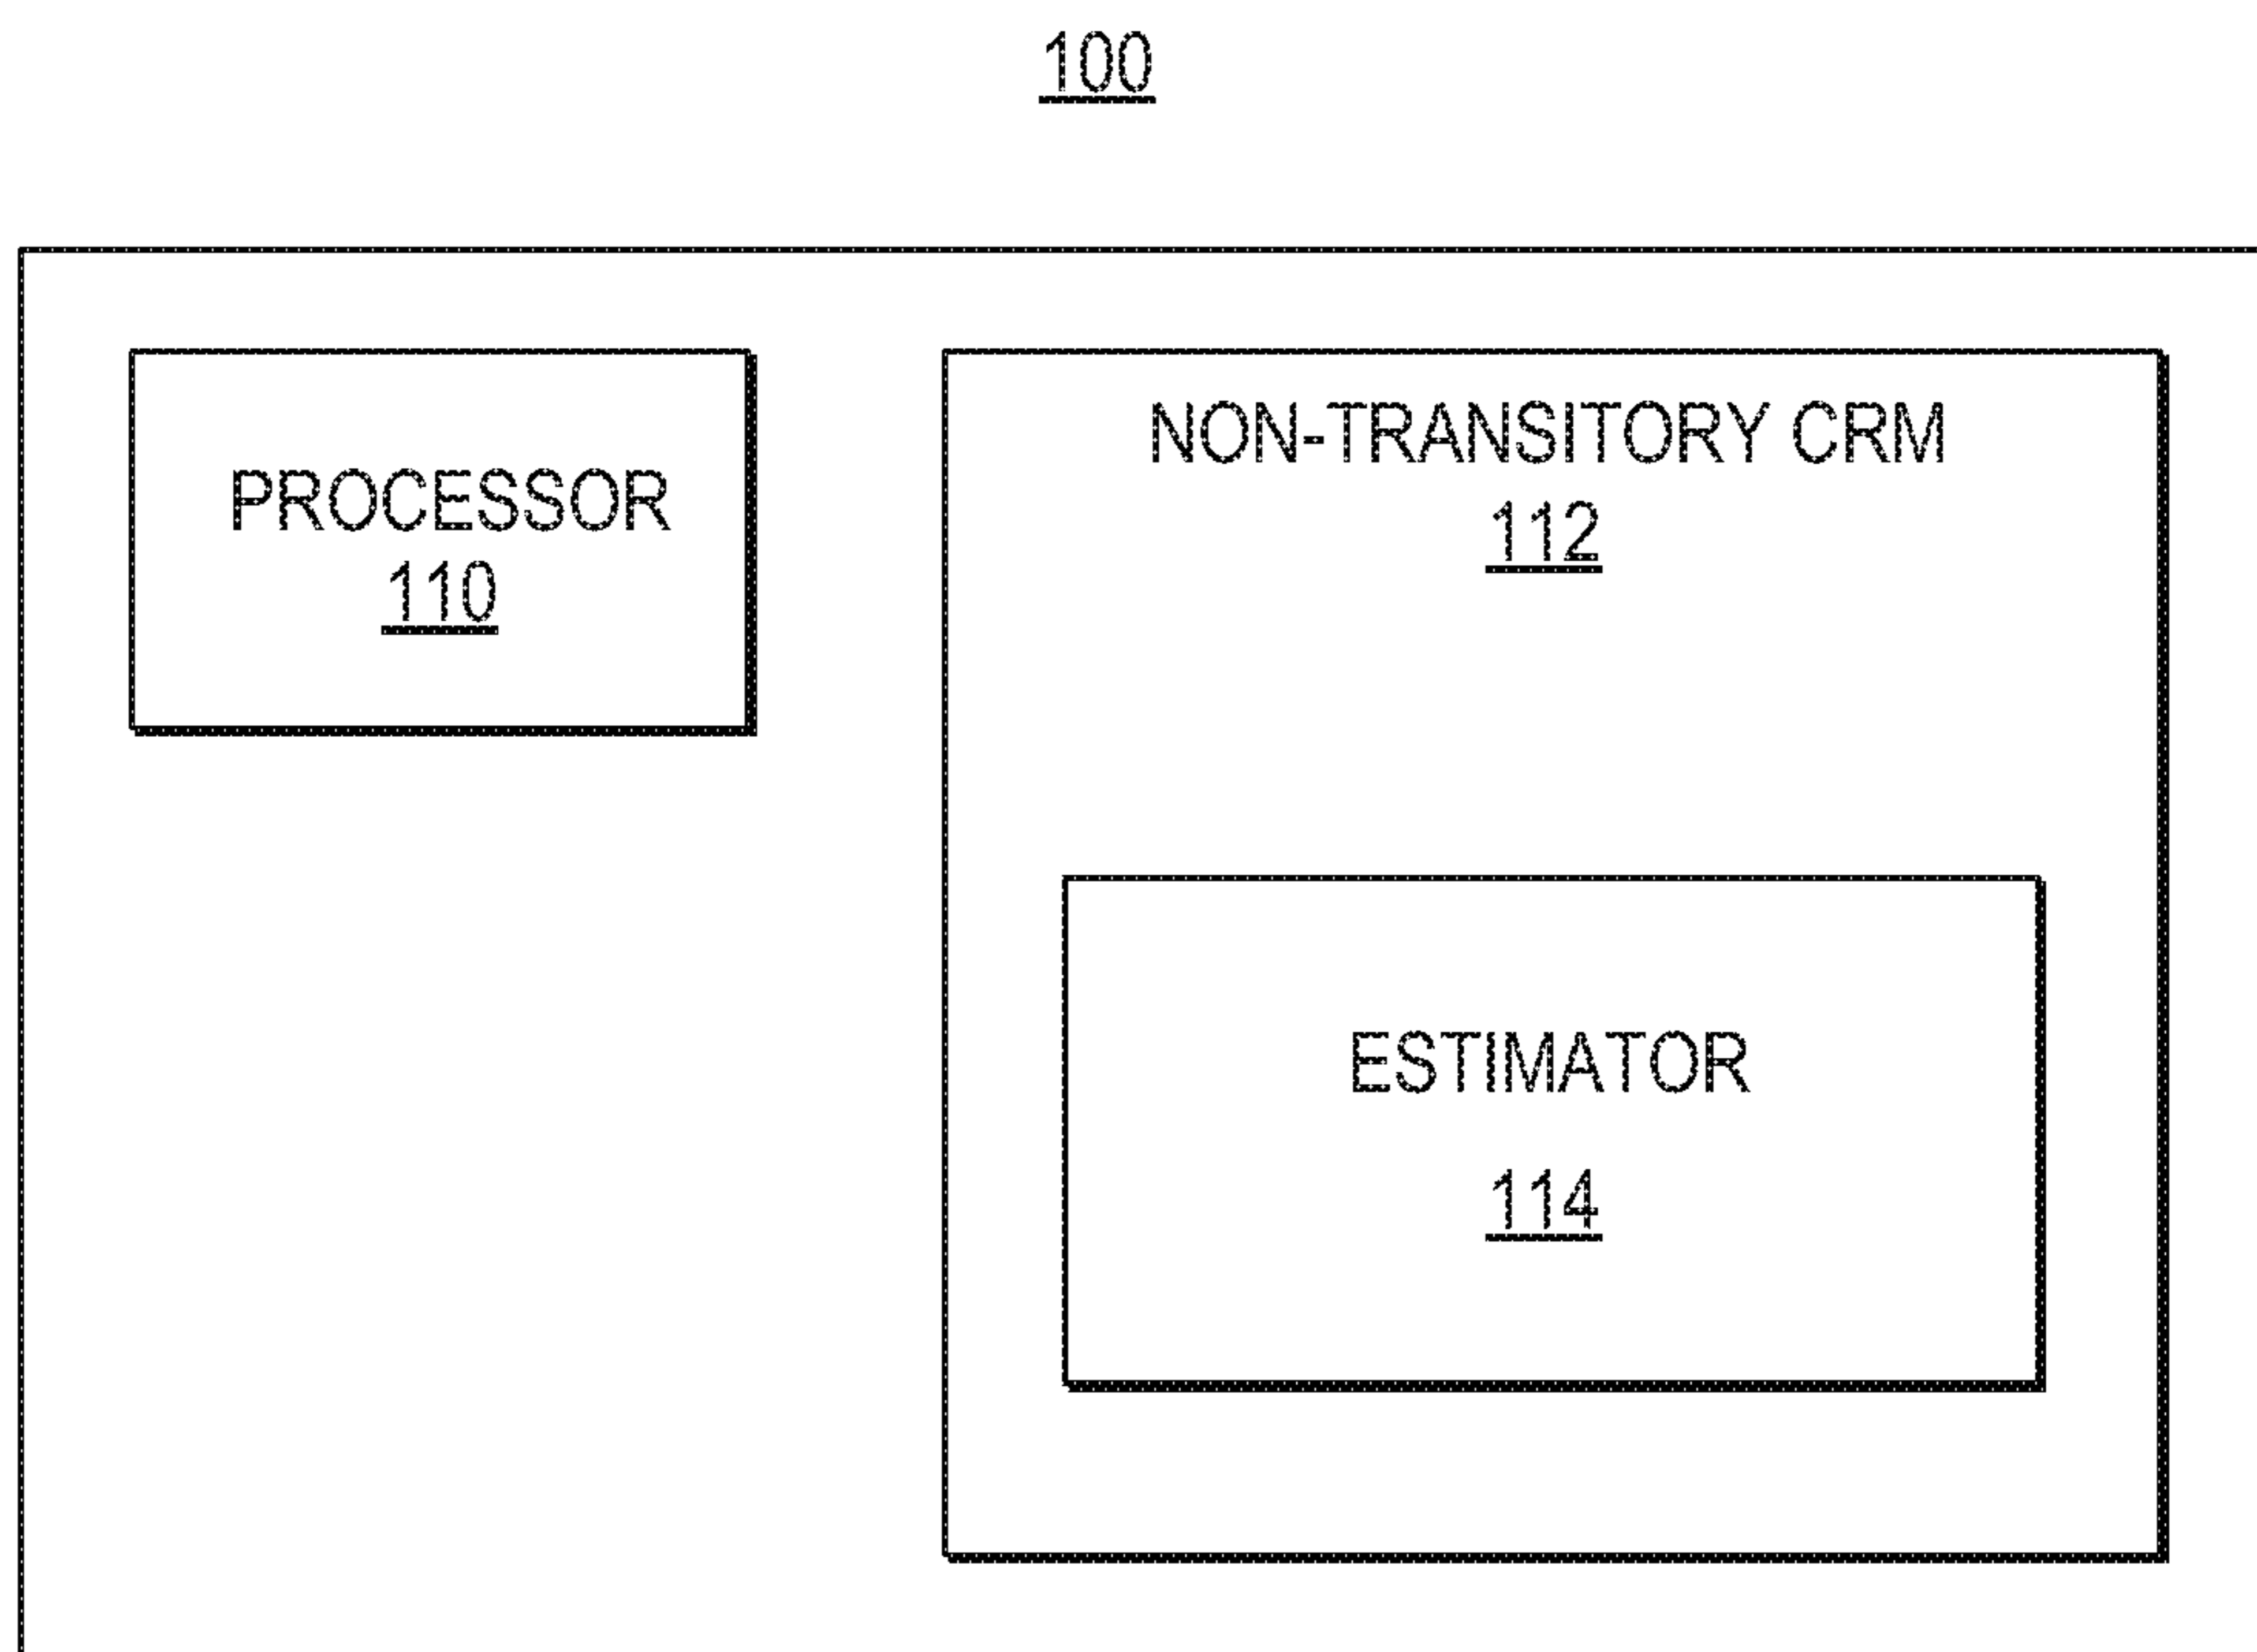 100
PROCESSOR
110
NON-TRANSITORY CRM
112
ESTIMATOR
114